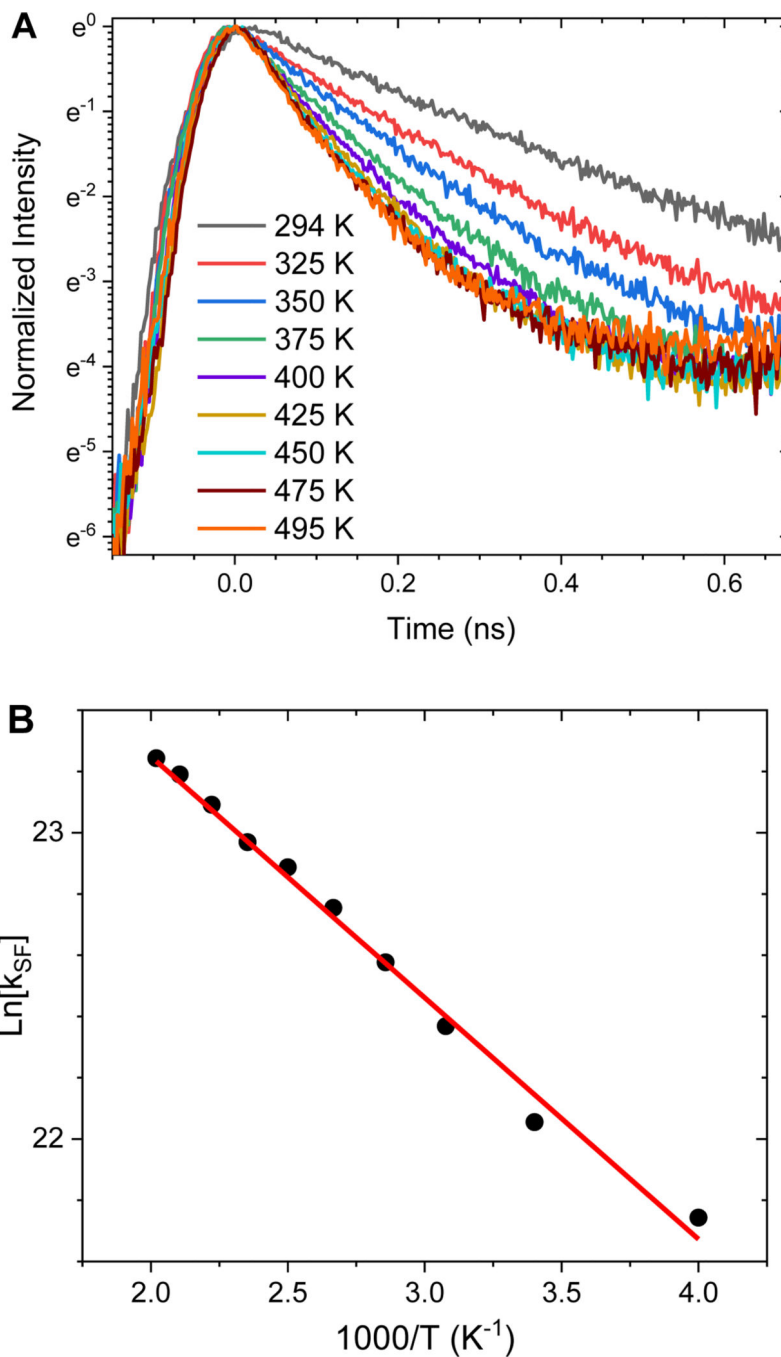 A
Normalized Intensity
e⁰
e⁻¹
e⁻²
e⁻³
e⁻⁴
e⁻⁵
e⁻⁶
294 K
325 K
350 K
375 K
400 K
425 K
450 K
475 K
495 K
0.0
0.2
0.4
0.6
Time (ns)
B
Ln[kSF]
23
22
2.0
2.5
3.0
3.5
4.0
1000/T (K⁻¹)